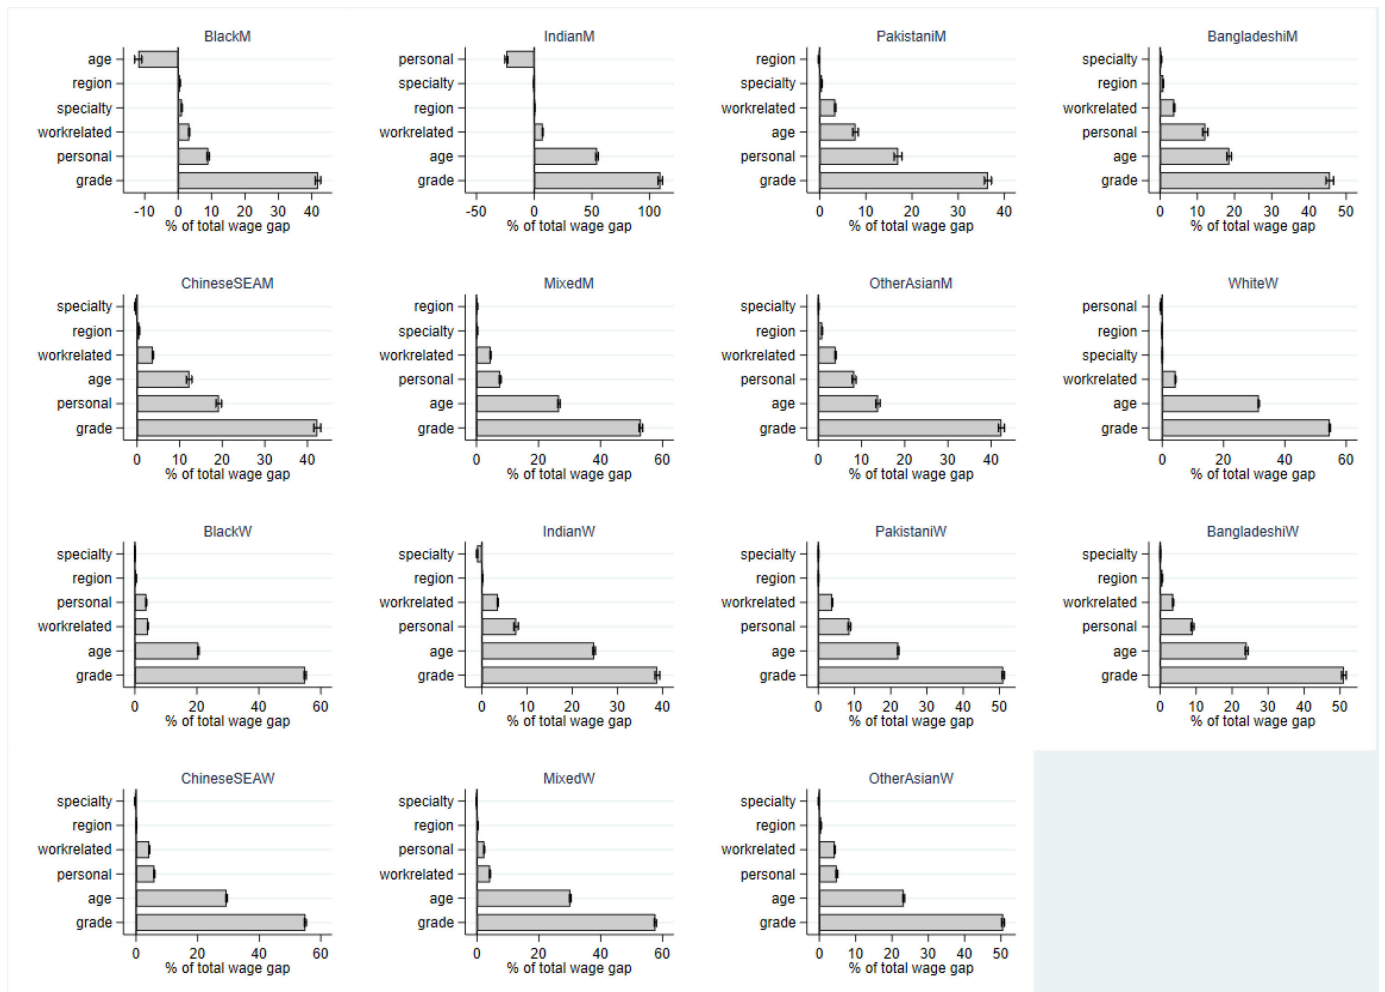 BlackM
age
region
specialty
workrelated
personal
grade
-10 0 10 20 30 40
% of total wage gap
IndianM
personal
specialty
region
workrelated
age
grade
-50 0 50 100
% of total wage gap
PakistaniM
region
specialty
workrelated
age
personal
grade
0 10 20 30 40
% of total wage gap
BangladeshiM
specialty
region
workrelated
personal
age
grade
0 10 20 30 40 50
% of total wage gap
ChineseSEAM
specialty
region
workrelated
age
personal
grade
0 10 20 30 40
% of total wage gap
MixedM
region
specialty
workrelated
personal
age
grade
0 20 40 60
% of total wage gap
OtherAsianM
specialty
region
workrelated
personal
age
grade
0 10 20 30 40
% of total wage gap
WhiteW
personal
region
specialty
workrelated
age
grade
0 20 40 60
% of total wage gap
BlackW
specialty
region
personal
workrelated
age
grade
0 20 40 60
% of total wage gap
IndianW
specialty
region
workrelated
personal
age
grade
0 10 20 30 40
% of total wage gap
PakistaniW
specialty
region
workrelated
personal
age
grade
0 10 20 30 40 50
% of total wage gap
BangladeshiW
specialty
region
workrelated
personal
age
grade
0 10 20 30 40 50
% of total wage gap
ChineseSEAW
specialty
region
workrelated
personal
age
grade
0 20 40 60
% of total wage gap
MixedW
specialty
region
personal
workrelated
age
grade
0 20 40 60
% of total wage gap
OtherAsianW
specialty
region
workrelated
personal
age
grade
0 10 20 30 40 50
% of total wage gap